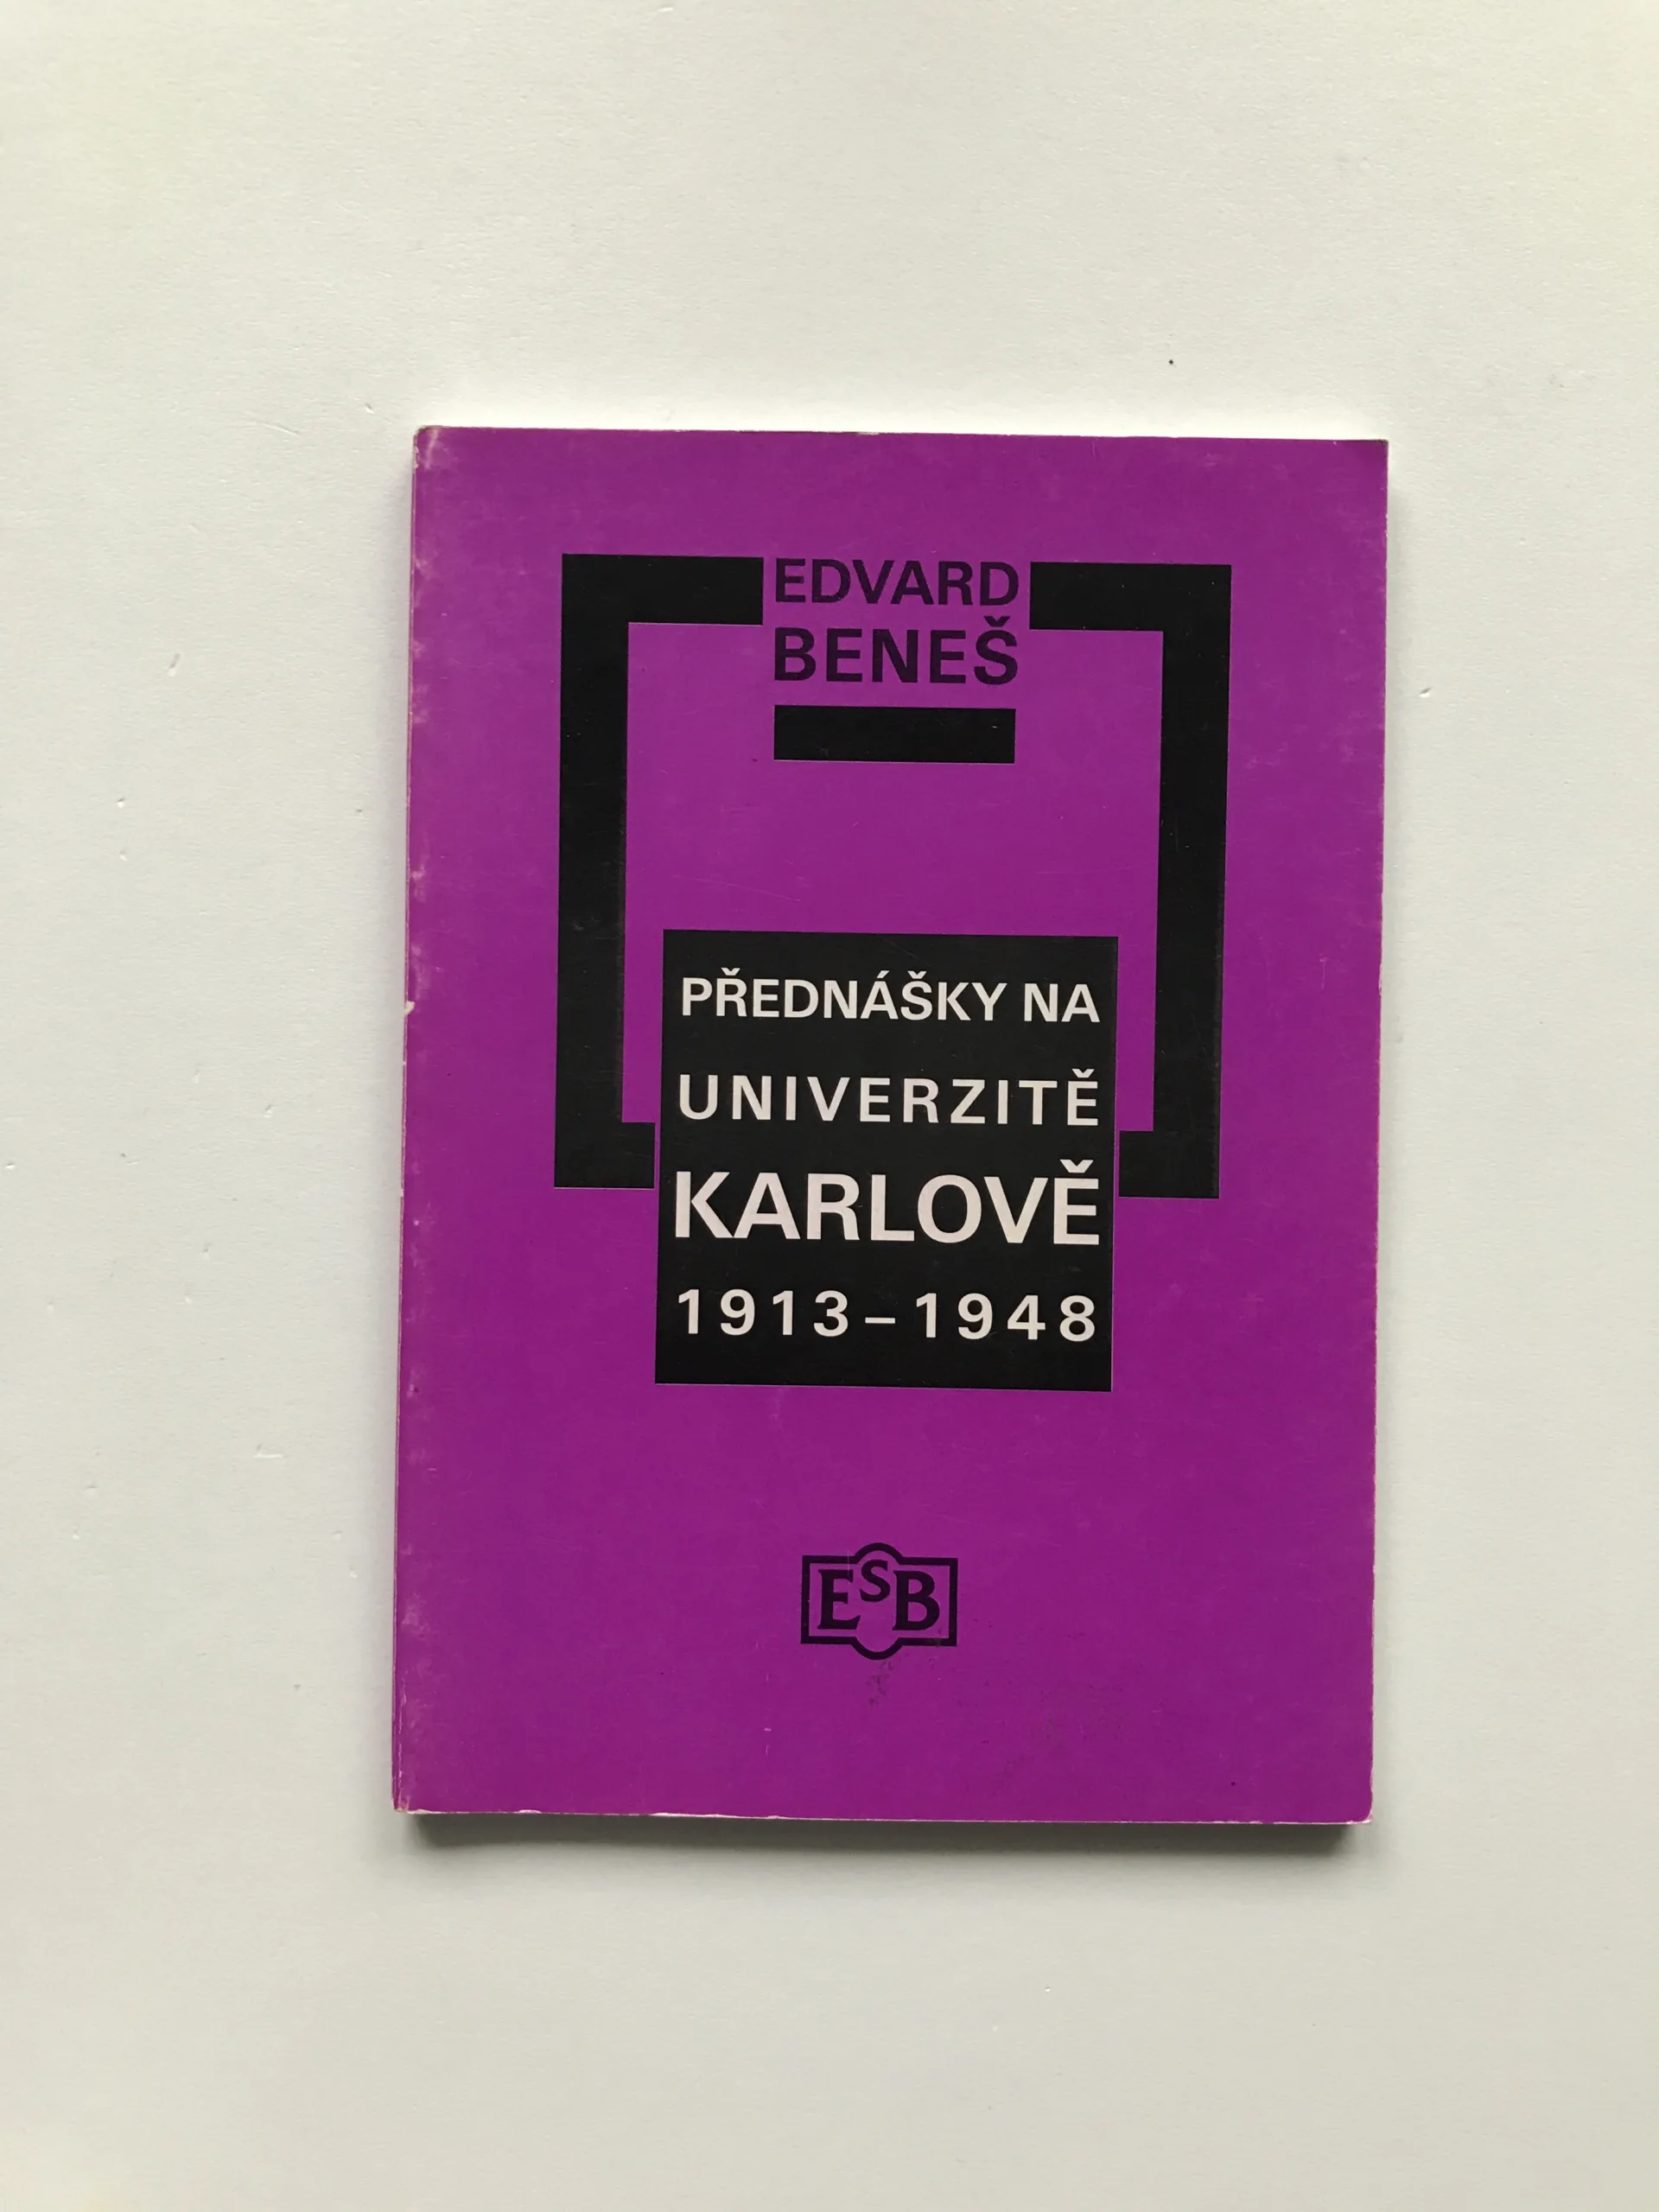 EDVARD
BENEŠ
PŘEDNÁŠKY NA
UNIVERZITĚ
KARLOVĚ
1913–1948
ESB